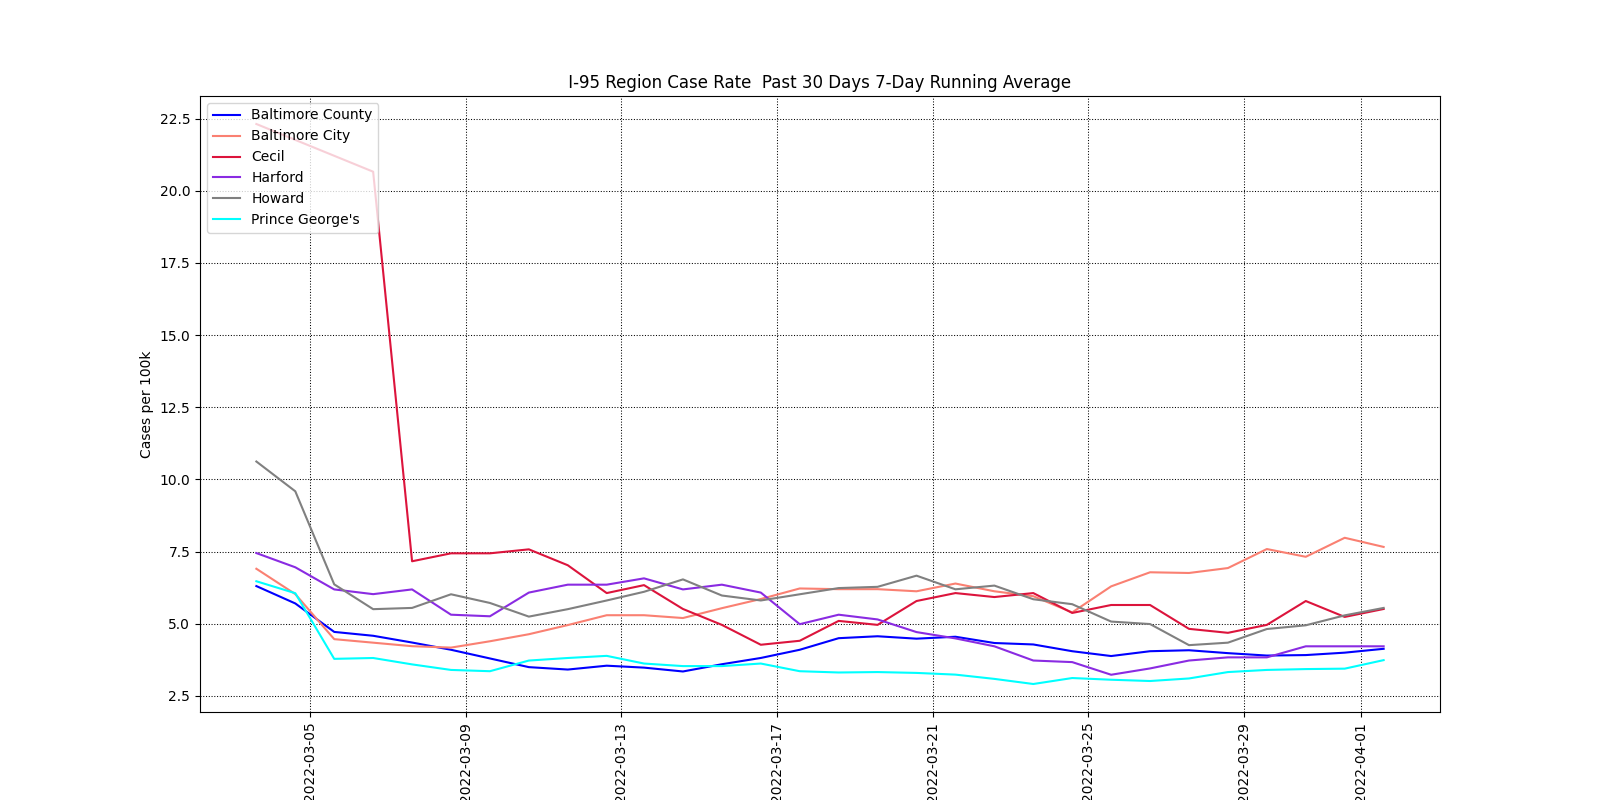 I-95 Region Case Rate  Past 30 Days 7-Day Running Average
Baltimore County
Baltimore City
Cecil
Harford
Howard
Prince George's
Cases per 100k
22.5
20.0
17.5
15.0
12.5
10.0
7.5
5.0
2.5
2022-03-05
2022-03-09
2022-03-13
2022-03-17
2022-03-21
2022-03-25
2022-03-29
2022-04-01